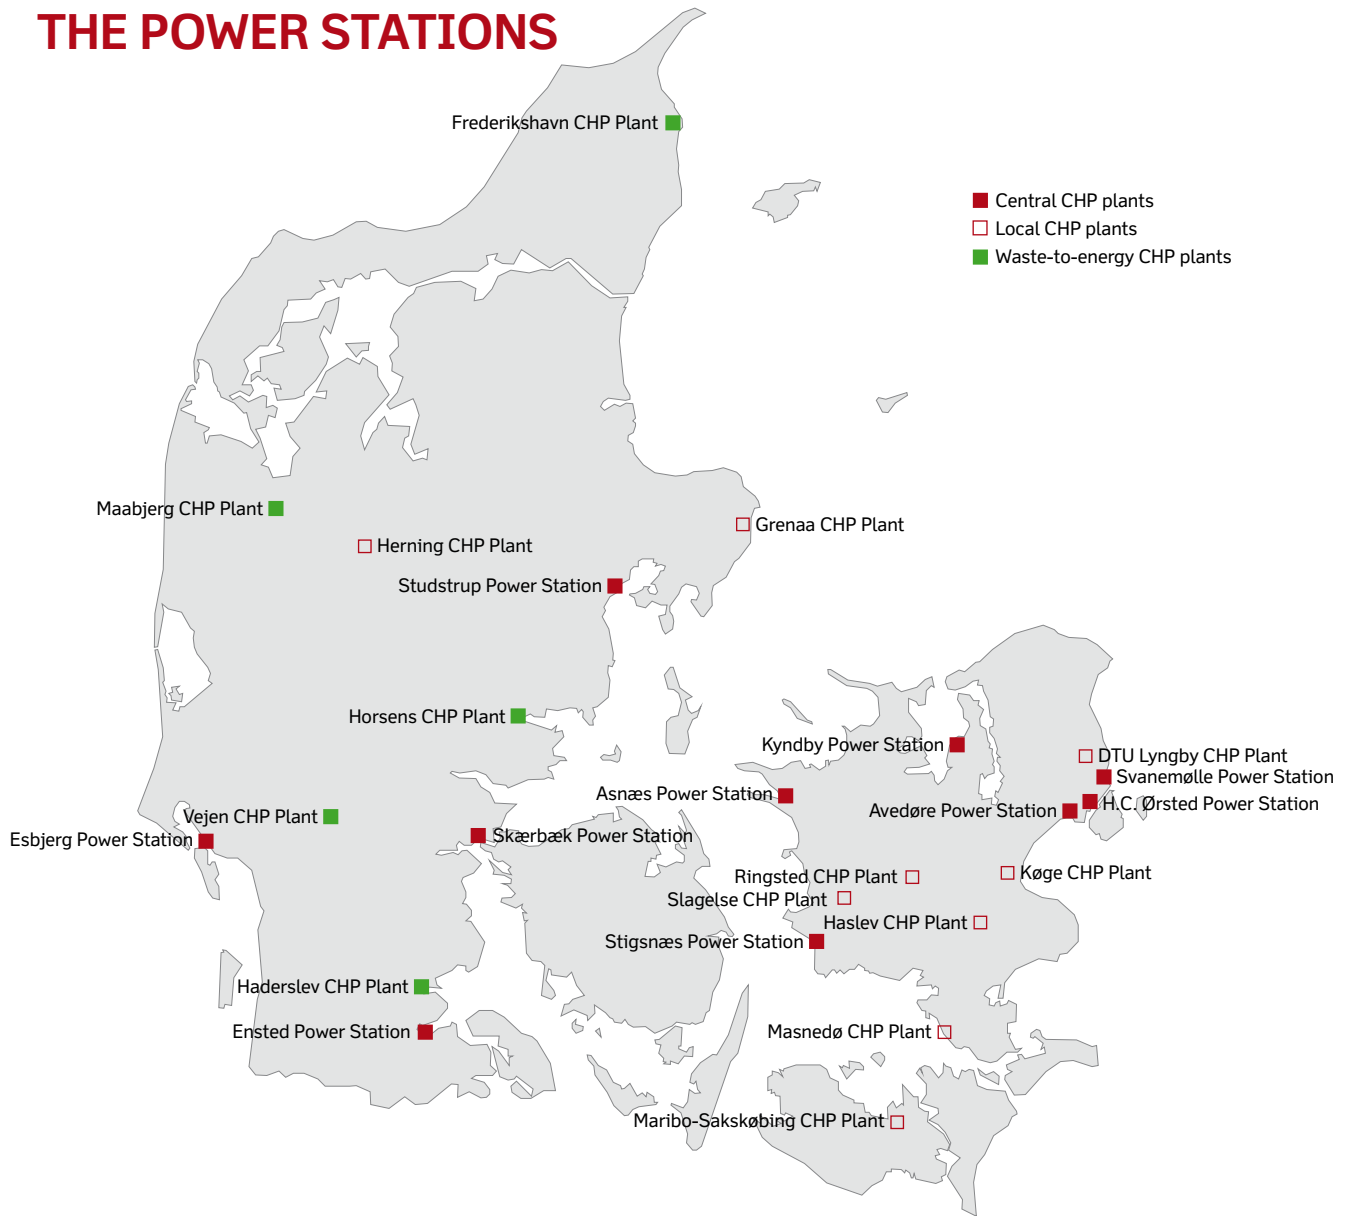 THE POWER STATIONS
Frederikshavn CHP Plant
Central CHP plants
Local CHP plants
Waste-to-energy CHP plants
Maabjerg CHP Plant
Grenaa CHP Plant
Herning CHP Plant
Studstrup Power Station
Horsens CHP Plant
Kyndby Power Station
DTU Lyngby CHP Plant
Svanemølle Power Station
Asnæs Power Station
H.C. Ørsted Power Station
Avedøre Power Station
Vejen CHP Plant
Esbjerg Power Station
Skærbæk Power Station
Køge CHP Plant
Ringsted CHP Plant
Slagelse CHP Plant
Haslev CHP Plant
Stigsnæs Power Station
Haderslev CHP Plant
Ensted Power Station
Masnedø CHP Plant
Maribo-Sakskøbing CHP Plant